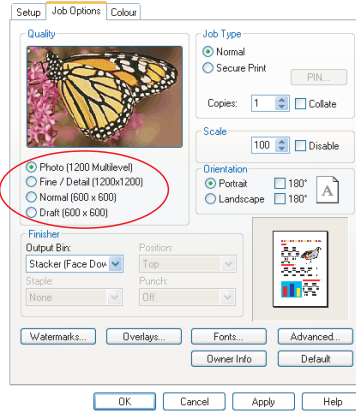 Setup Job Options Colour
Quality
Photo (1200 Multilevel)
Fine / Detail (1200x1200)
Normal (600 x 600)
Draft (600 x 600)
Job Type
Normal
Secure Print
PIN...
Copies: 1 Collate
Scale
100 Disable
Orientation
Portrait 180°
Landscape 180°
A
Finisher
Output Bin: Position:
Stacker (Face Dow Top
Staple: Punch:
None Off
Watermarks... Overlays... Fonts... Advanced...
Owner Info Default
OK Cancel Apply Help